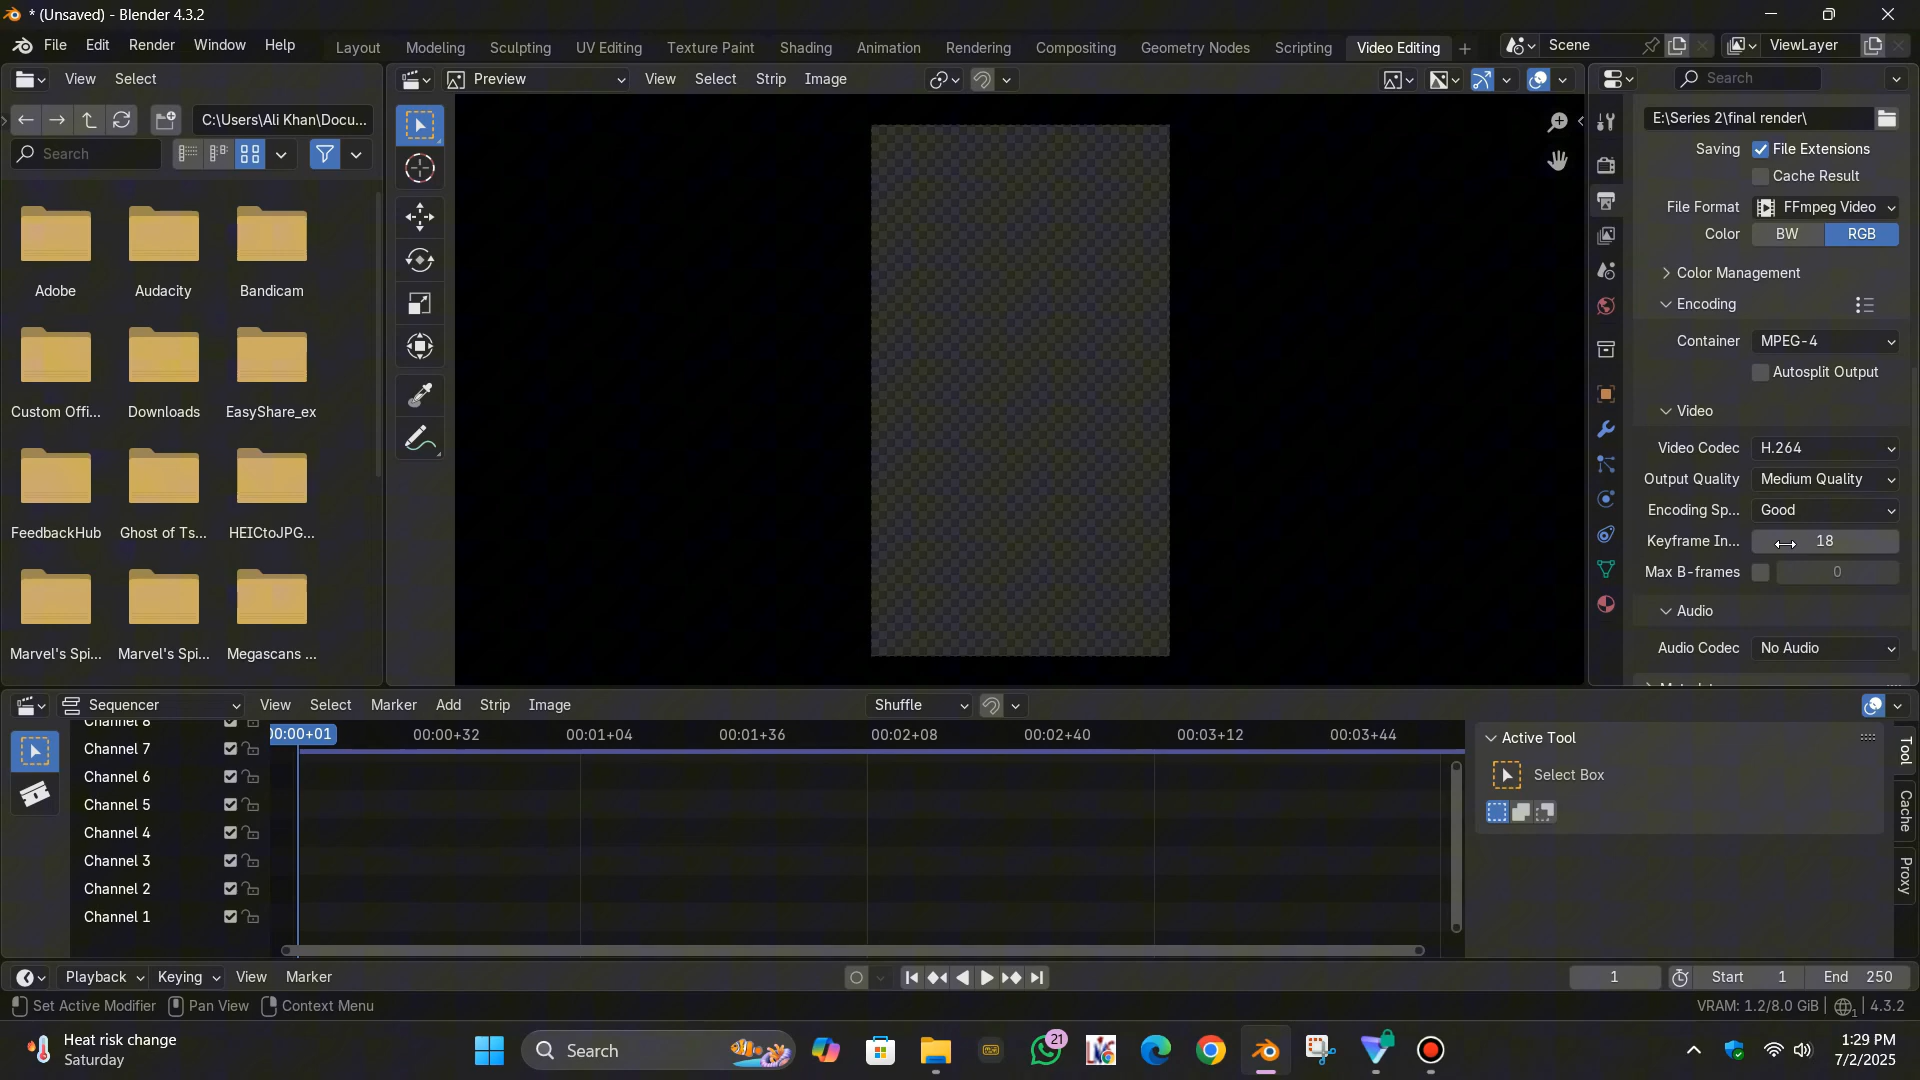 * (Unsaved) - Blender 4.3.2
File Edit Render Window Help Layout Modeling Sculpting UV Editing Texture Paint Shading Animation Rendering Compositing Geometry Nodes Scripting Video Editing + Scene ViewLayer
View Select
Preview View Select Strip Image
Search
C:\Users\Ali Khan\Docu...
Search
Adobe Audacity Bandicam
Custom Offi... Downloads EasyShare_ex
FeedbackHub Ghost of Ts... HEICtoJPG...
Marvel's Spi... Marvel's Spi... Megascans ...
E:\Series 2\final render\
Saving File Extensions
Cache Result
File Format FFmpeg Video
Color BW RGB
Color Management
Encoding
Container MPEG-4
Autosplit Output
Video
Video Codec H.264
Output Quality Medium Quality
Encoding Sp... Good
Keyframe In... 18
Max B-frames 0
Audio
Audio Codec No Audio
Sequencer View Select Marker Add Strip Image Shuffle
00:00+01 00:00+32 00:01+04 00:01+36 00:02+08 00:02+40 00:03+12 00:03+44
Channel 8
Channel 7
Channel 6
Channel 5
Channel 4
Channel 3
Channel 2
Channel 1
Active Tool
Select Box
Tool
Cache
Proxy
Playback Keying View Marker 1 Start 1 End 250
Set Active Modifier Pan View Context Menu VRAM: 1.2/8.0 GiB 1 4.3.2
Heat risk change
Saturday
Search
21
1:29 PM
7/2/2025